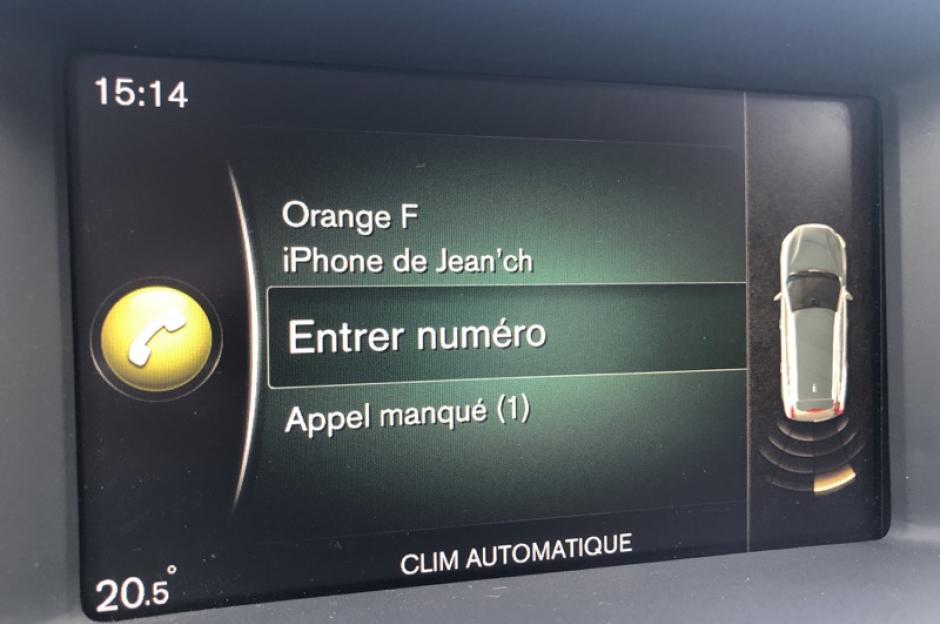 15:14
Orange F
iPhone de Jean'ch
Entrer numéro
Appel manqué (1)
CLIM AUTOMATIQUE
20.5°